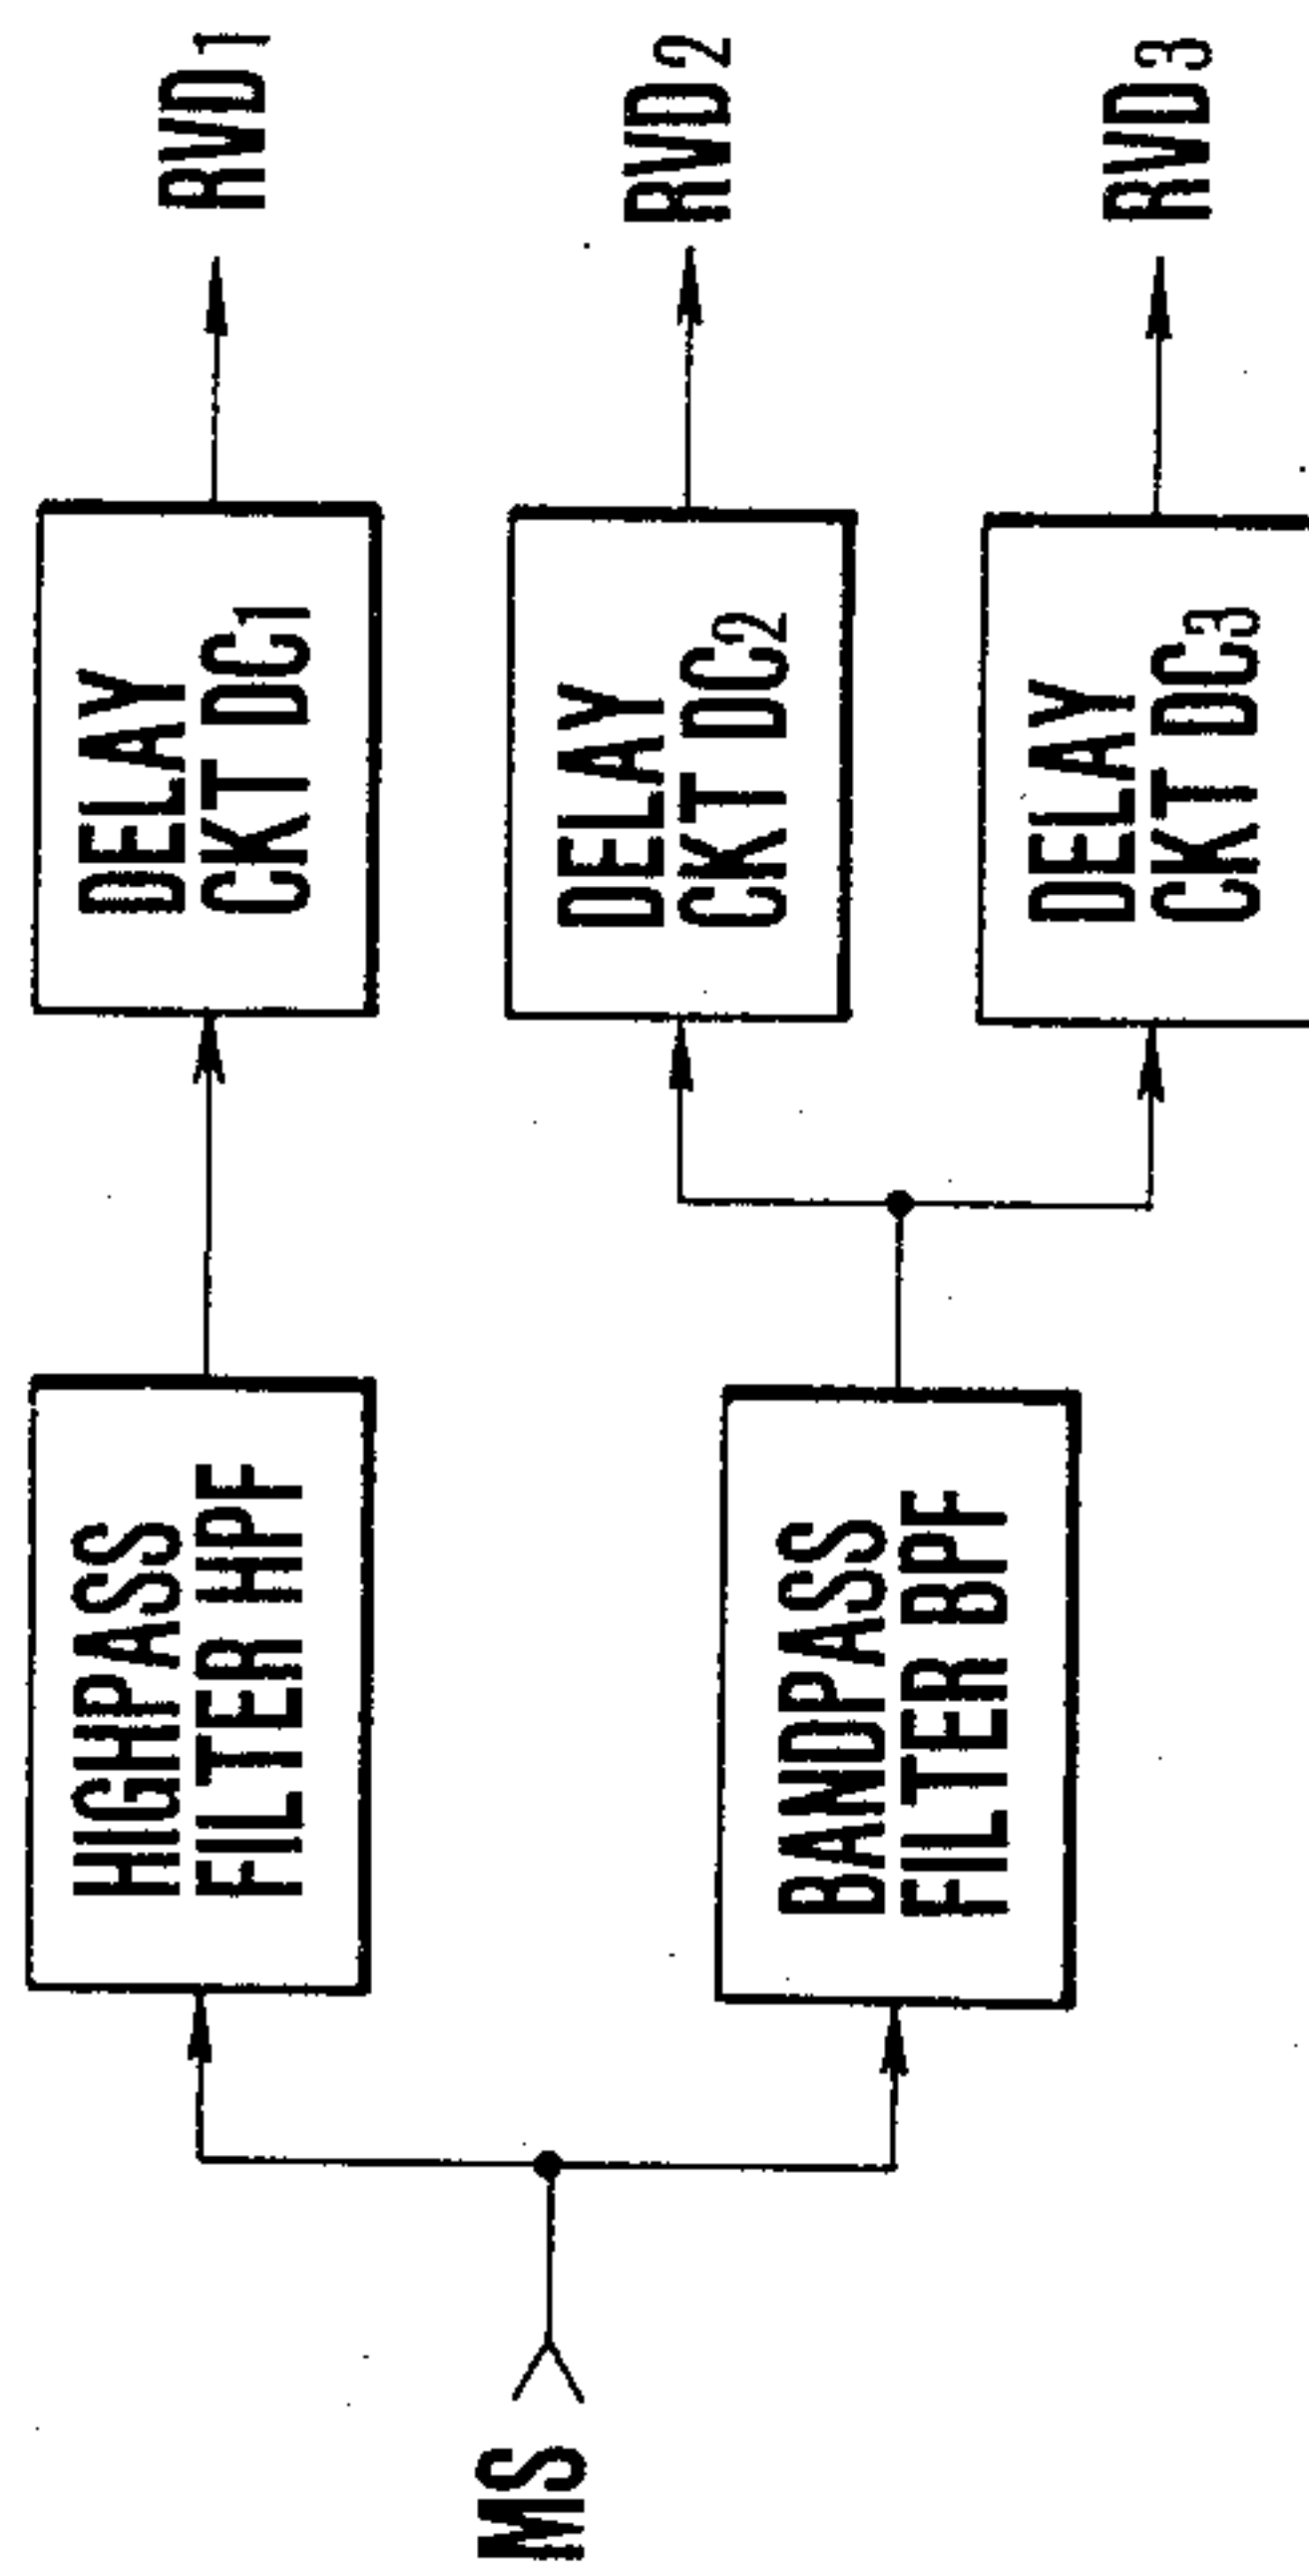 MS
HIGHPASS
FILTER HPF
BANDPASS
FILTER BPF
DELAY
CKT DC1
DELAY
CKT DC2
DELAY
CKT DC3
RVD1
RVD2
RVD3